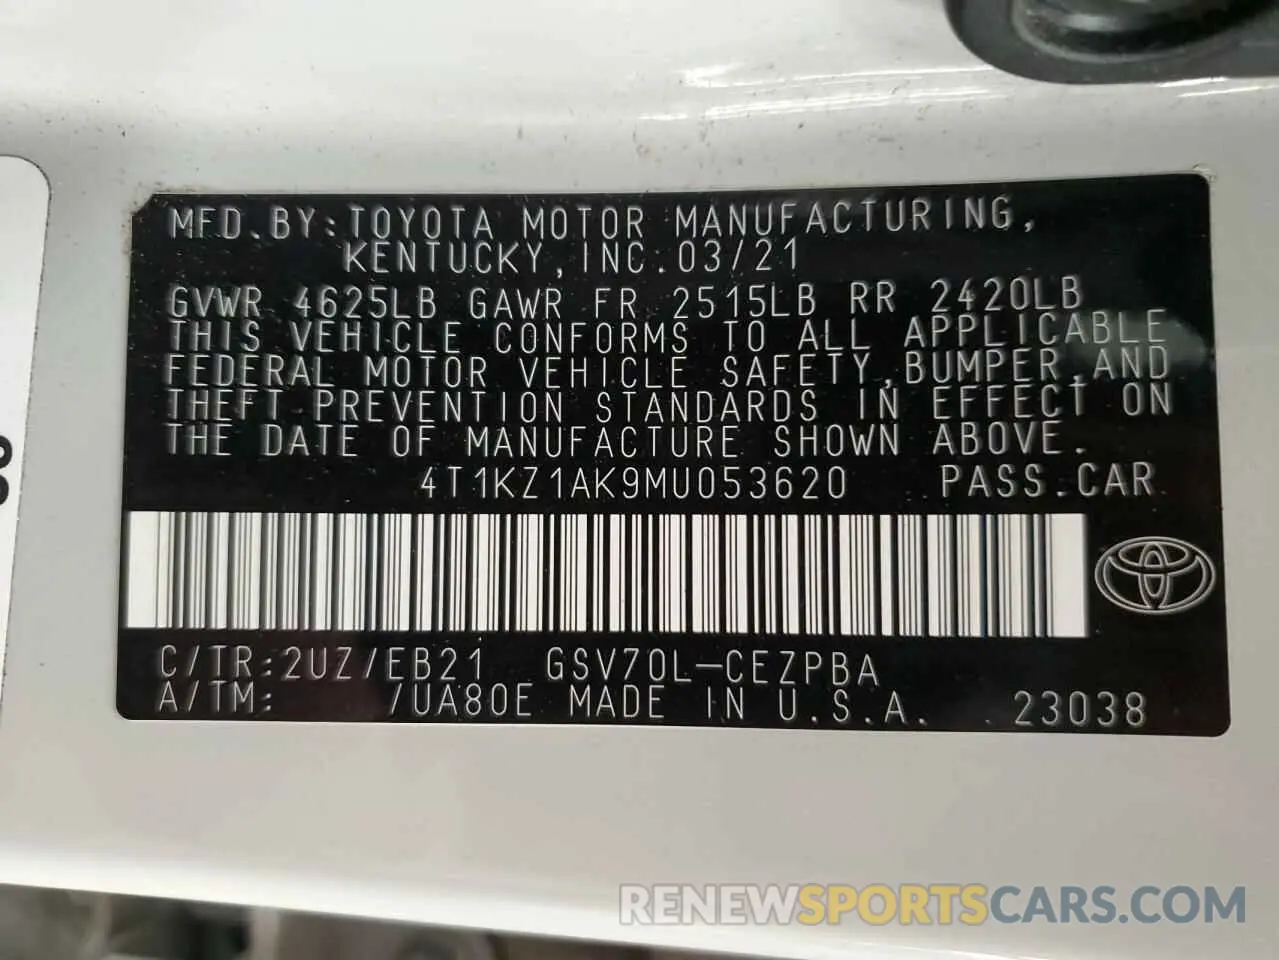 MFD.BY:TOYOTA MOTOR MANUFACTURING,
KENTUCKY,INC.03/21
GVWR 4625LB GAWR FR 2515LB RR 2420LB
THIS VEHICLE CONFORMS TO ALL APPLICABLE
FEDERAL MOTOR VEHICLE SAFETY,BUMPER,AND
THEFT PREVENTION STANDARDS IN EFFECT ON
THE DATE OF MANUFACTURE SHOWN ABOVE.
4T1KZ1AK9MU053620 PASS.CAR
C/TR:2UZ/EB21 GSV70L-CEZPBA
A/TM: /UA80E MADE IN U.S.A. 23038
RENEWSPORTSCARS.COM